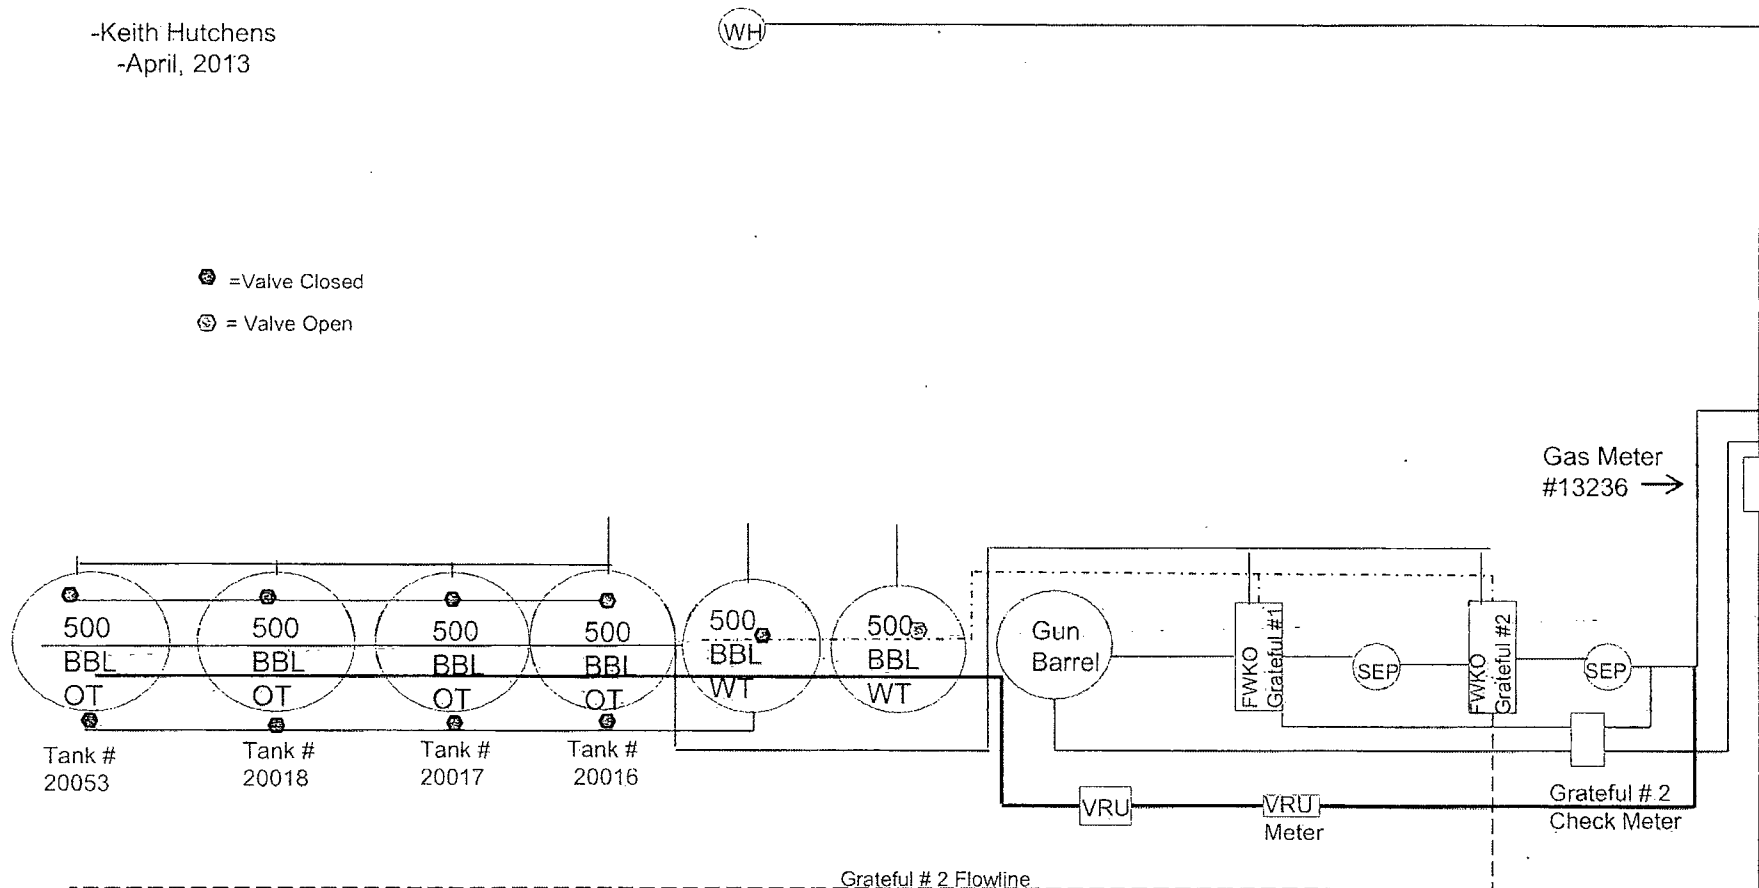 -Keith Hutchens
-April, 2013
WH
=Valve Closed
= Valve Open
Gas Meter
#13236
500
BBL
OT
500
BBL
OT
500
BBL
OT
500
BBL
OT
500
BBL
WT
500
BBL
WT
Gun
Barrel
FWKO
Grateful #1
SEP
FWKO
Grateful #2
SEP
Tank #
20053
Tank #
20018
Tank #
20017
Tank #
20016
VRU
VRU
Meter
Grateful # 2
Check Meter
Grateful # 2 Flowline